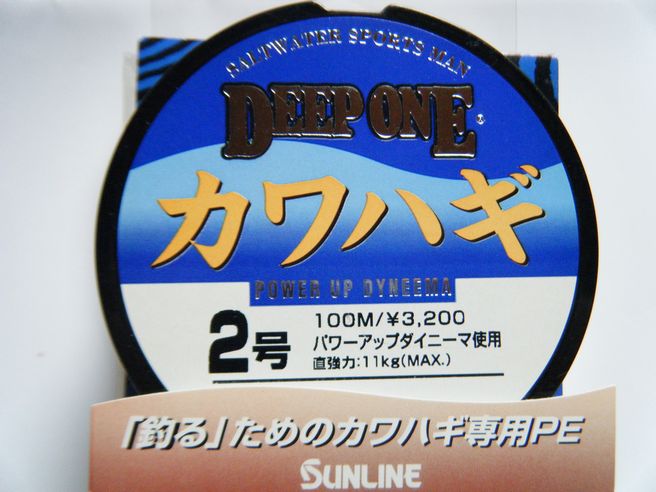 SALTWATER SPORTS MAN
DEEP ONE®
カワハギ
POWER UP DYNEEMA
2号
100M/¥3,200
パワーアップダイニーマ使用
直強力:11kg(MAX.)
「釣る」ためのカワハギ専用PE
SUNLINE